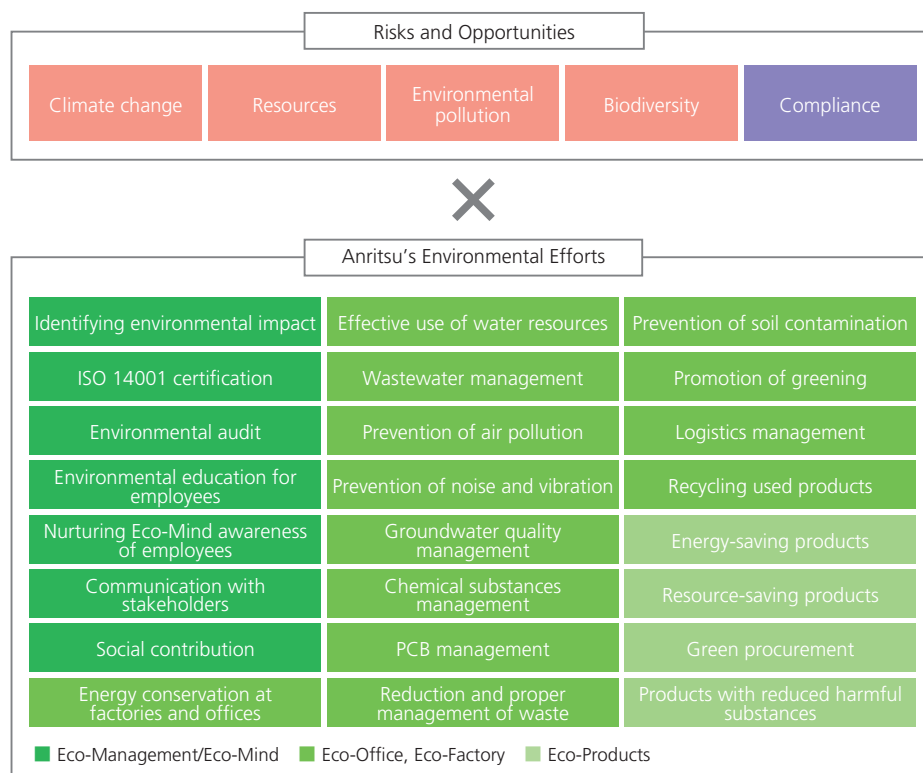 Risks and Opportunities
Climate change
Resources
Environmental
pollution
Biodiversity
Compliance
Anritsu's Environmental Efforts
Identifying environmental impact
Effective use of water resources
Prevention of soil contamination
ISO 14001 certification
Wastewater management
Promotion of greening
Environmental audit
Prevention of air pollution
Logistics management
Environmental education for
employees
Prevention of noise and vibration
Recycling used products
Nurturing Eco-Mind awareness
of employees
Groundwater quality
management
Energy-saving products
Communication with
stakeholders
Chemical substances
management
Resource-saving products
Social contribution
PCB management
Green procurement
Energy conservation at
factories and offices
Reduction and proper
management of waste
Products with reduced harmful
substances
Eco-Management/Eco-Mind
Eco-Office, Eco-Factory
Eco-Products